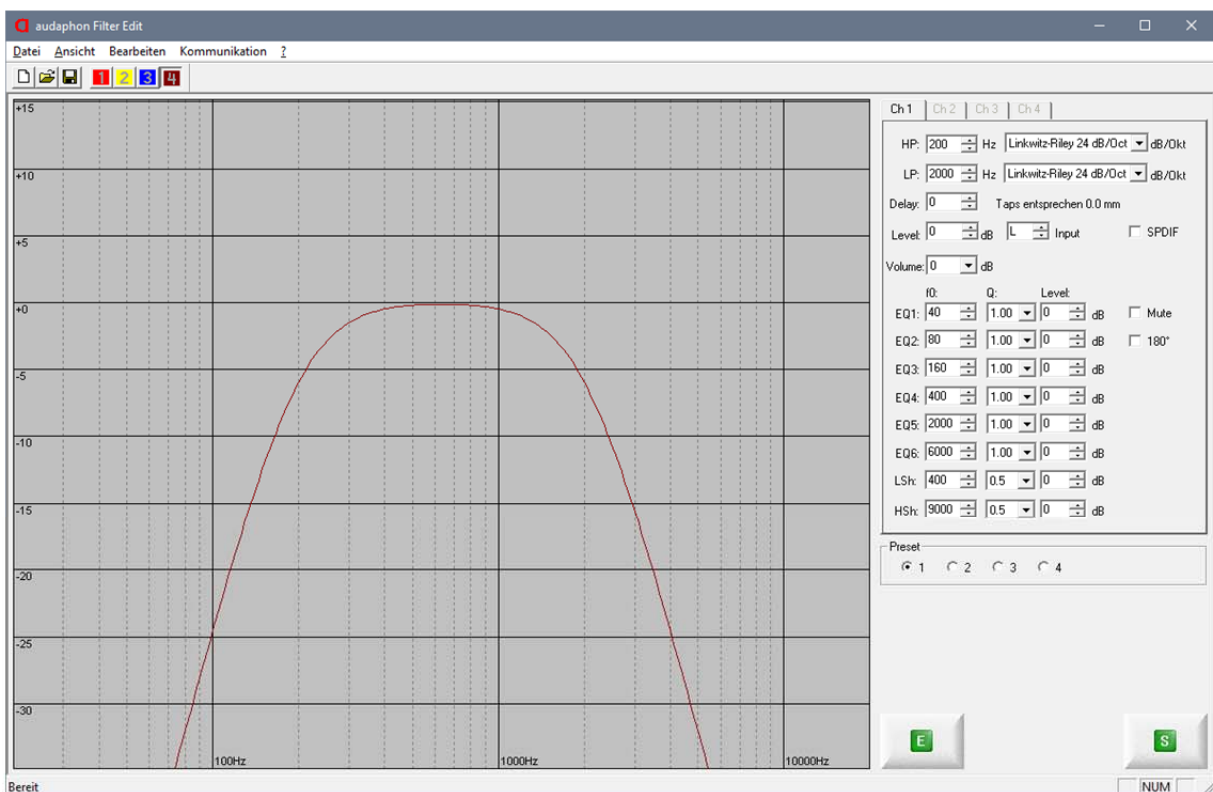 audaphon Filter Edit
Datei Ansicht Bearbeiten Kommunikation ?
1 2 3 4
+15
+10
+5
+0
-5
-10
-15
-20
-25
-30
100Hz 1000Hz 10000Hz
Ch 1 Ch 2 Ch 3 Ch 4
HP: 200 Hz Linkwitz-Riley 24 dB/Oct dB/Okt
LP: 2000 Hz Linkwitz-Riley 24 dB/Oct dB/Okt
Delay: 0 Taps entsprechen 0.0 mm
Level: 0 dB L Input SPDIF
Volume: 0 dB
f0: Q: Level:
EQ1: 40 1.00 0 dB Mute
EQ2: 80 1.00 0 dB 180°
EQ3: 160 1.00 0 dB
EQ4: 400 1.00 0 dB
EQ5: 2000 1.00 0 dB
EQ6: 6000 1.00 0 dB
LSh: 400 0.5 0 dB
HSh: 9000 0.5 0 dB
Preset
1 2 3 4
E S
Bereit NUM